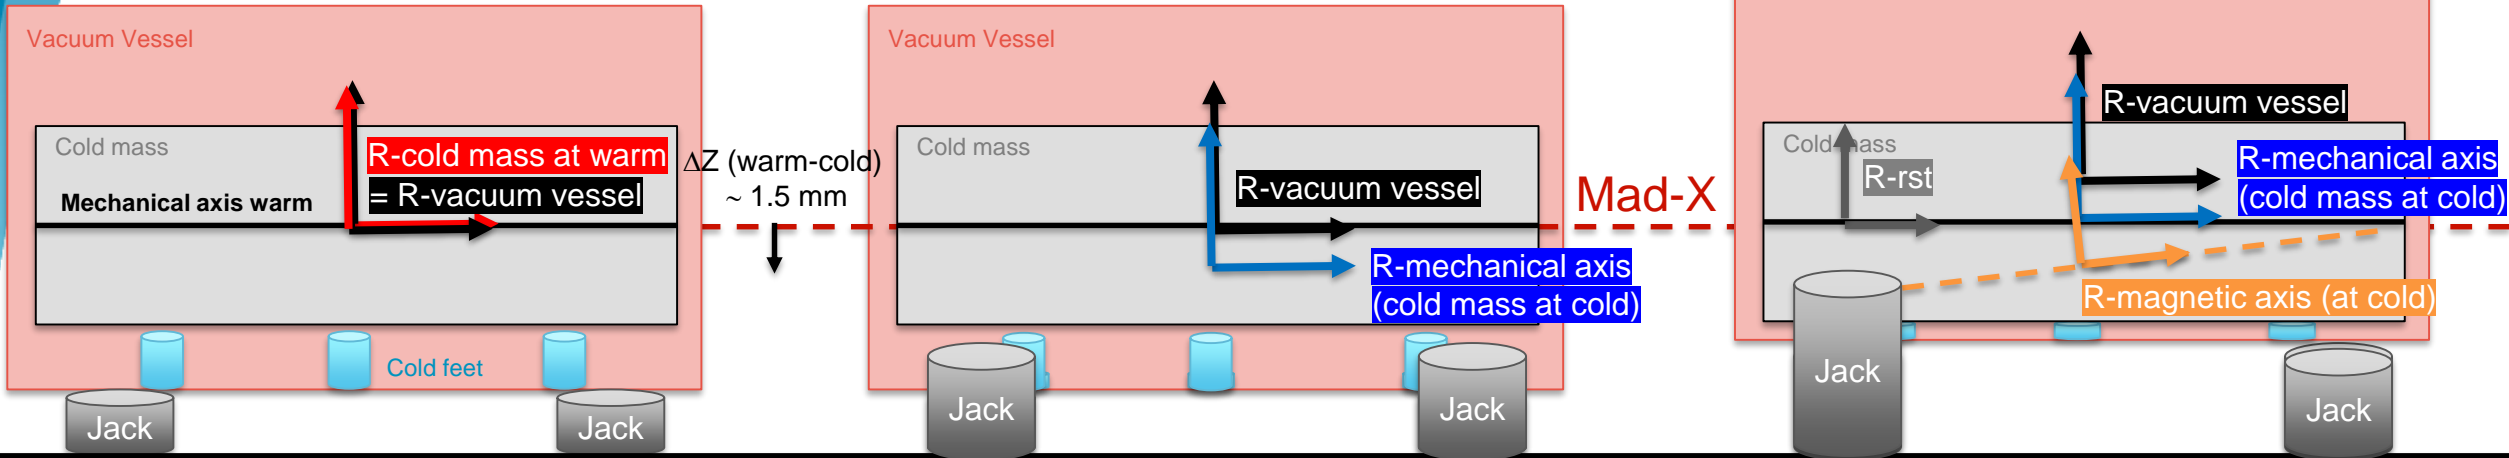 Vacuum Vessel
Cold mass
R-cold mass at warm
= R-vacuum vessel
Mechanical axis warm
Cold feet
Jack
Jack
ΔZ (warm-cold)
~ 1.5 mm
Vacuum Vessel
Cold mass
R-vacuum vessel
R-mechanical axis
(cold mass at cold)
Jack
Jack
Mad-X
R-vacuum vessel
Cold mass
R-rst
R-mechanical axis
(cold mass at cold)
R-magnetic axis (at cold)
Jack
Jack